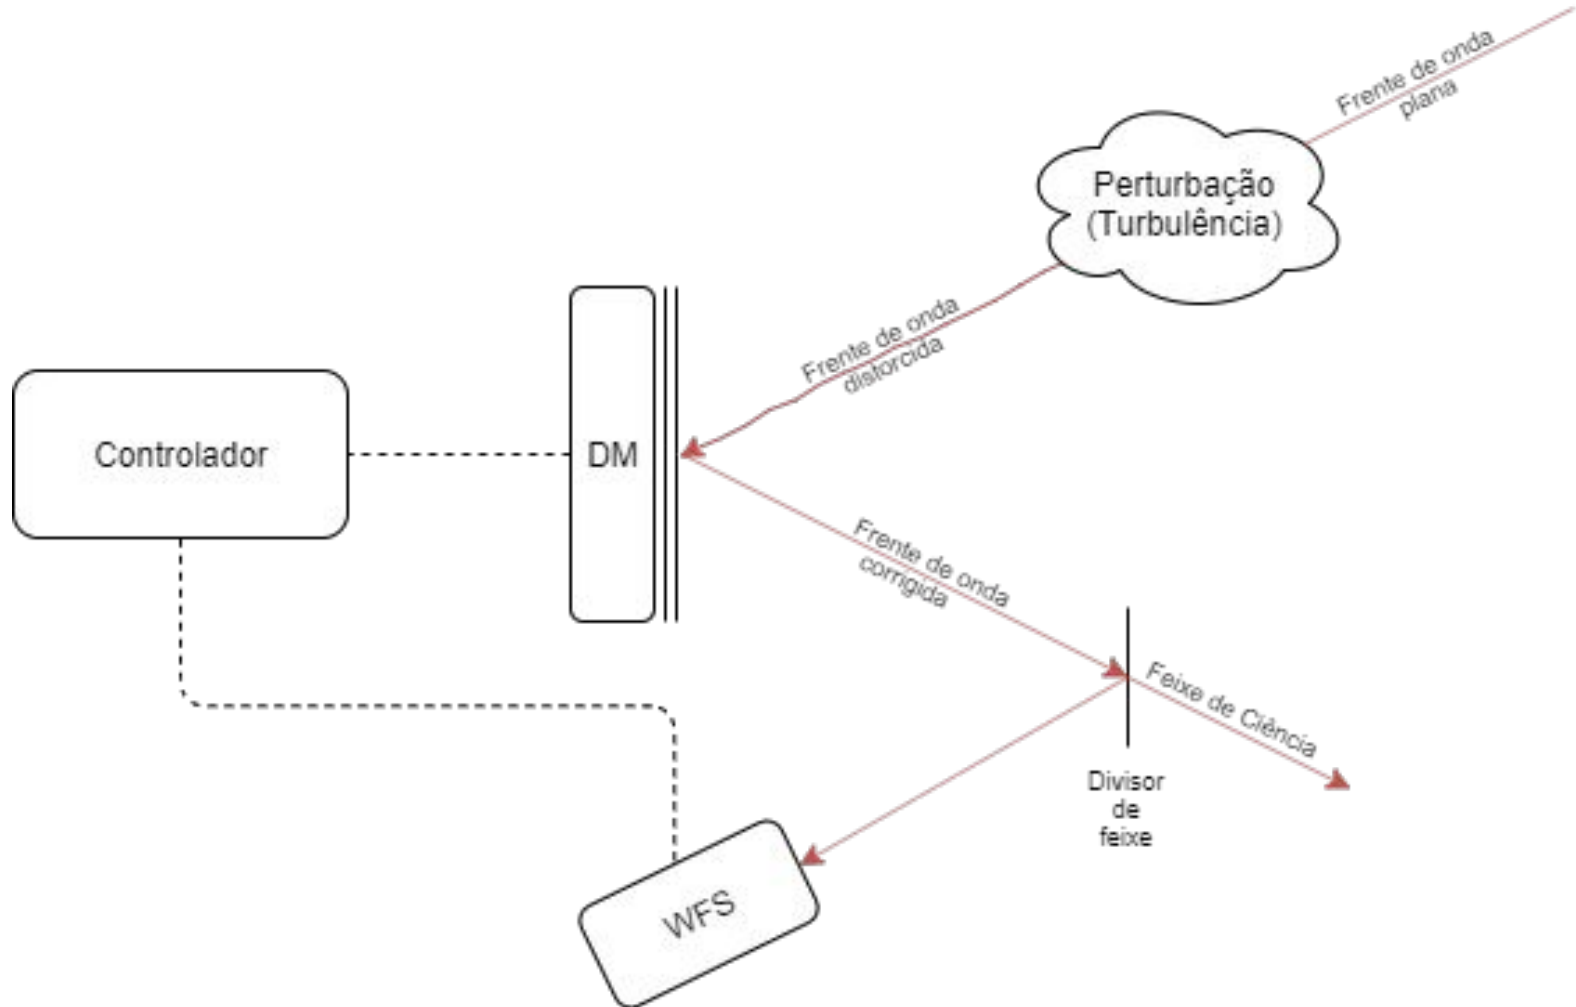 Frente de onda
plana
Perturbação
(Turbulência)
Frente de onda
distorcida
Controlador
DM
Frente de onda
corrigida
Feixe de Ciência
Divisor
de
feixe
WFS